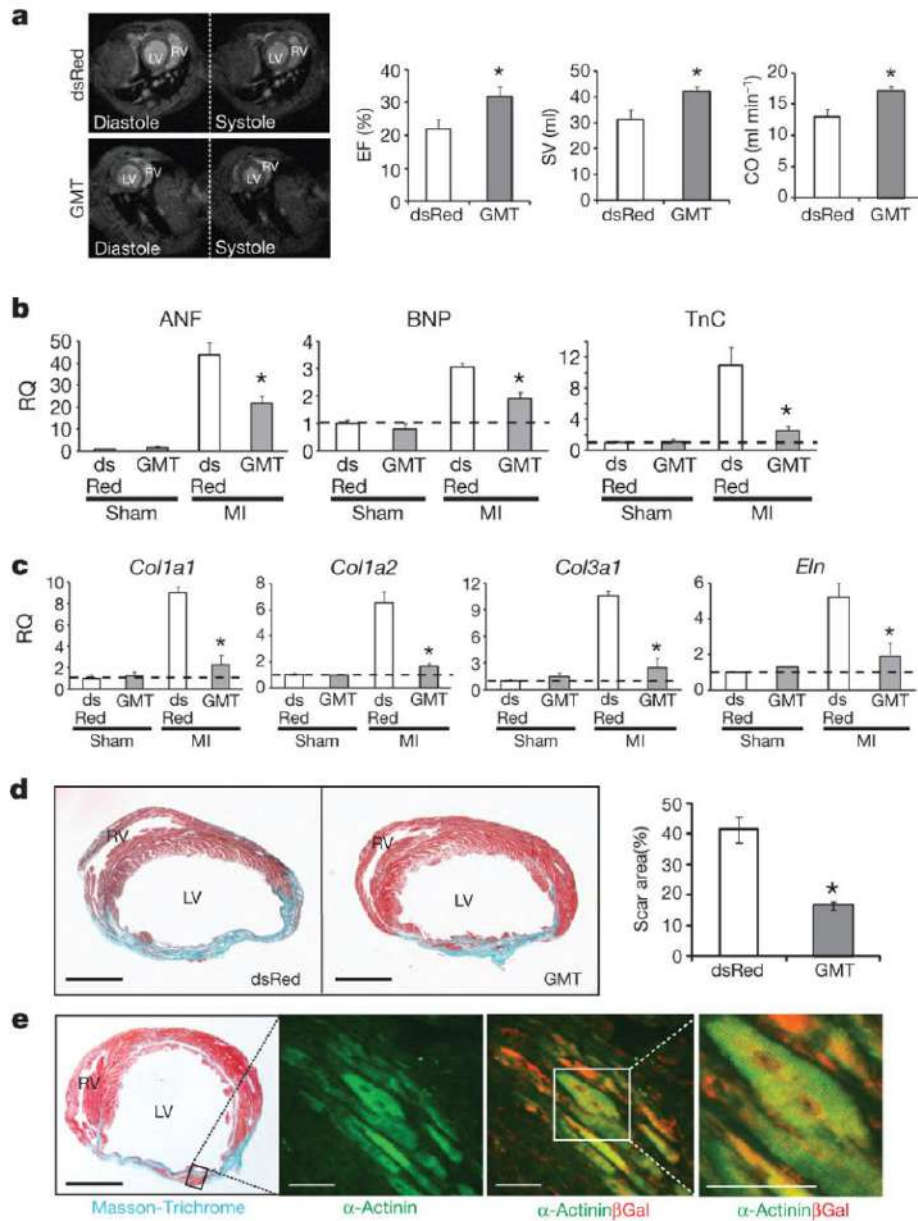 a
dsRed
LV RV
Diastole
LV RV
Systole
GMT
LV RV
Diastole
LV RV
Systole
EF (%)
40
30
20
10
0
*
dsRed GMT
SV (ml)
50
40
30
20
10
0
*
dsRed GMT
CO (ml min⁻¹)
20
15
10
5
0
*
dsRed GMT
b
ANF
RQ
50
40
30
20
10
0
*
ds GMT ds GMT
Red Red
Sham MI
BNP
4
3
2
1
0
*
ds GMT ds GMT
Red Red
Sham MI
TnC
12
8
4
0
*
ds GMT ds GMT
Red Red
Sham MI
c
Col1a1
RQ
10
8
6
4
2
0
*
ds GMT ds GMT
Red Red
Sham MI
Col1a2
8
6
4
2
0
*
ds GMT ds GMT
Red Red
Sham MI
Col3a1
12
9
6
3
0
*
ds GMT ds GMT
Red Red
Sham MI
Eln
6
4
2
0
*
ds GMT ds GMT
Red Red
Sham MI
d
RV
LV
dsRed
RV
LV
GMT
Scar area(%)
50
40
30
20
10
0
*
dsRed GMT
e
RV
LV
Masson-Trichrome
α-Actinin
α-ActininβGal
α-ActininβGal